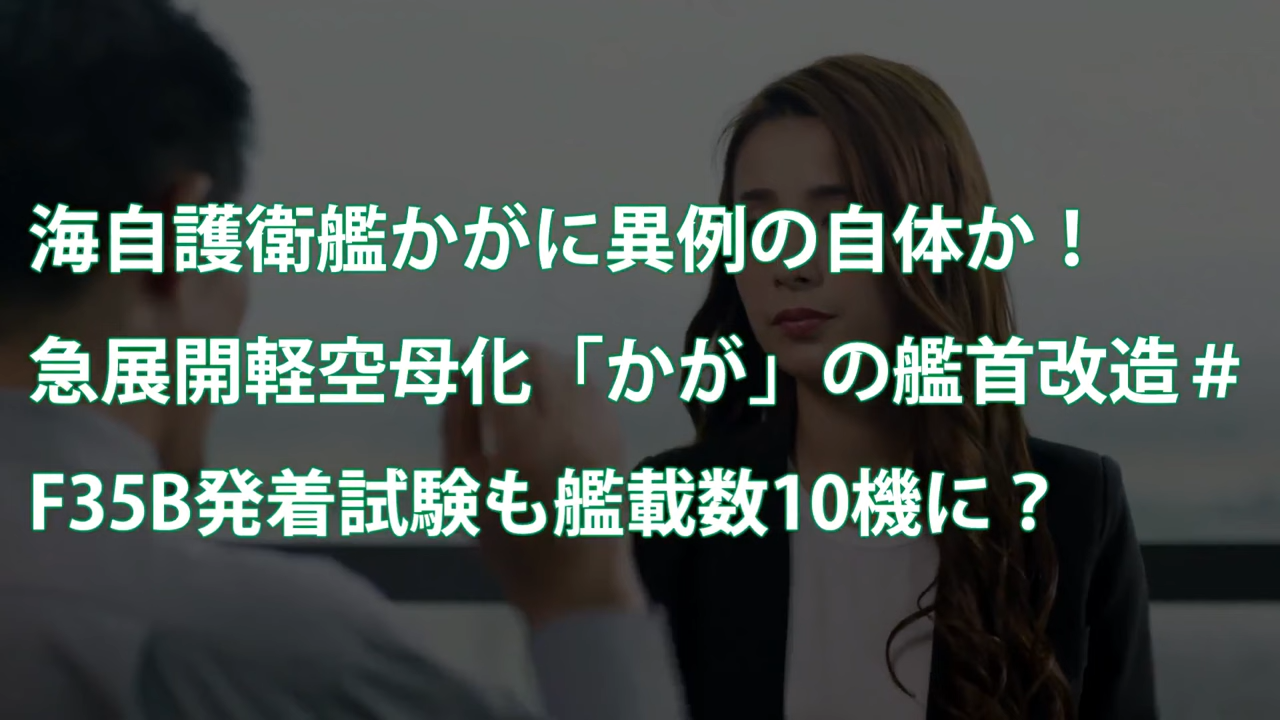 海自護衛艦かがに異例の自体か！
急展開軽空母化「かが」の艦首改造＃
F35B発着試験も艦載数10機に？